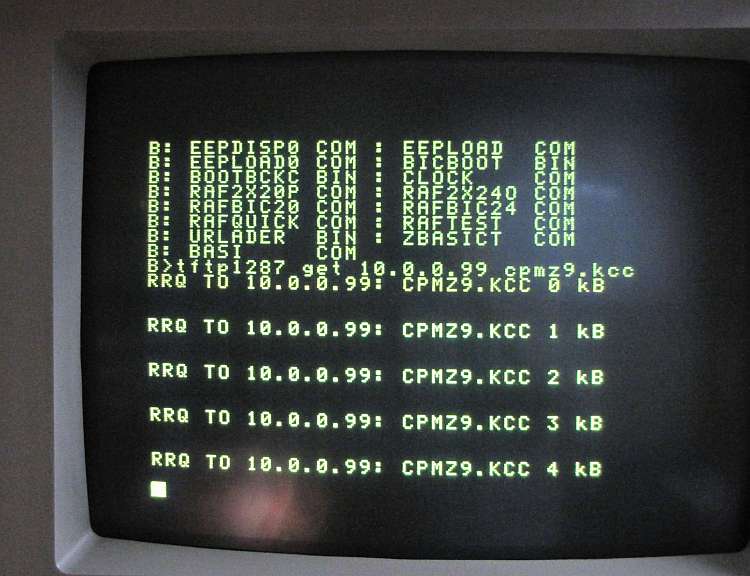 B: EEPDISP0 COM : EEPLOAD  COM
B: EEPLOAD0 COM : BICBOOT  BIN
B: BOOTBCKC BIN : CLOCK    COM
B: RAF2X20P COM : RAF2X24O COM
B: RAFBIC20 COM : RAFBIC24 COM
B: RAFQUICK COM : RAFTEST  COM
B: URLADER  BIN : ZBASICT  COM
B: BASI     COM
B>tftp1287 get 10.0.0.99 cpmz9.kcc
RRQ TO 10.0.0.99: CPMZ9.KCC 0 kB
RRQ TO 10.0.0.99: CPMZ9.KCC 1 kB
RRQ TO 10.0.0.99: CPMZ9.KCC 2 kB
RRQ TO 10.0.0.99: CPMZ9.KCC 3 kB
RRQ TO 10.0.0.99: CPMZ9.KCC 4 kB